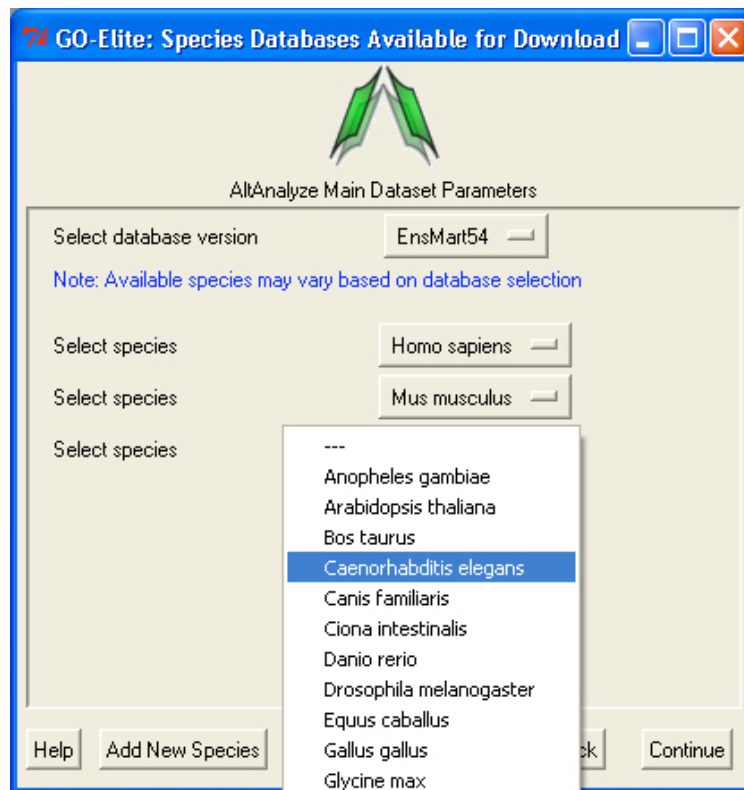 GO-Elite: Species Databases Available for Download
AltAnalyze Main Dataset Parameters
Select database version EnsMart54
Note: Available species may vary based on database selection
Select species Homo sapiens
Select species Mus musculus
Select species
---
Anopheles gambiae
Arabidopsis thaliana
Bos taurus
Caenorhabditis elegans
Canis familiaris
Ciona intestinalis
Danio rerio
Drosophila melanogaster
Equus caballus
Gallus gallus
Glycine max
Help Add New Species ck Continue